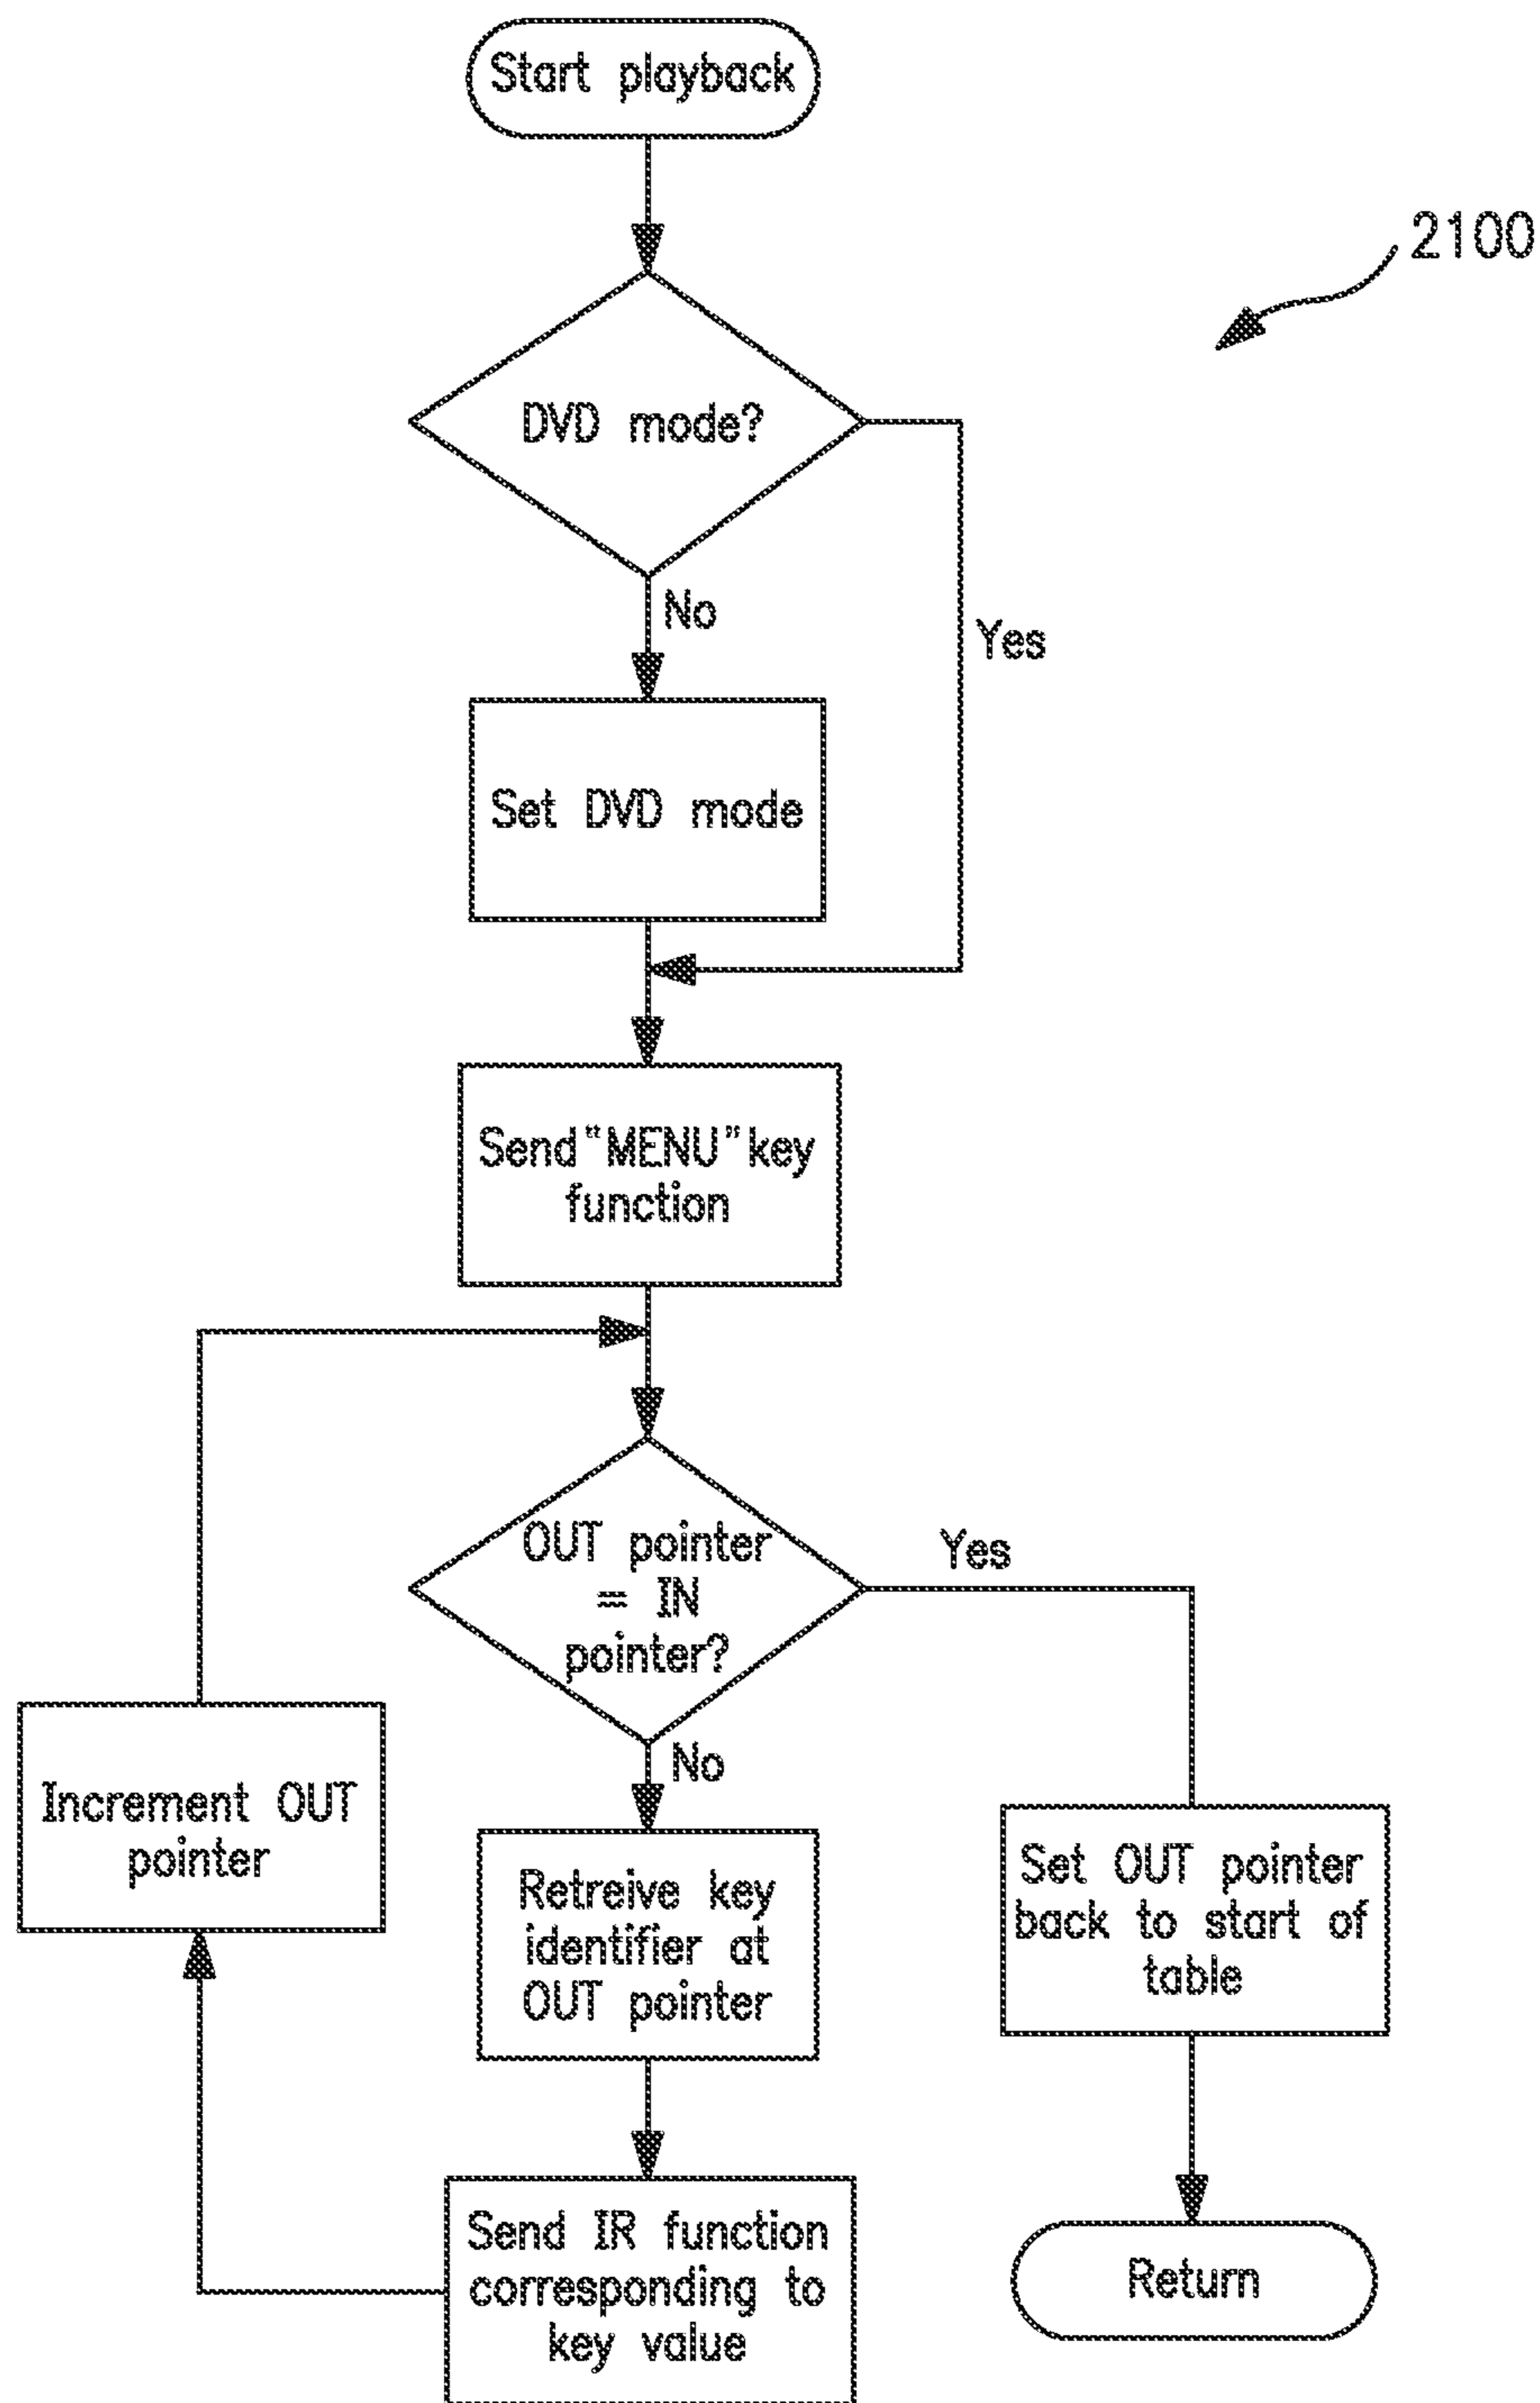 Start playback
2100
DVD mode?
No
Yes
Set DVD mode
Send "MENU" key
function
OUT pointer
= IN
pointer?
Yes
No
Increment OUT
pointer
Retreive key
identifier at
OUT pointer
Set OUT pointer
back to start of
table
Send IR function
corresponding to
key value
Return